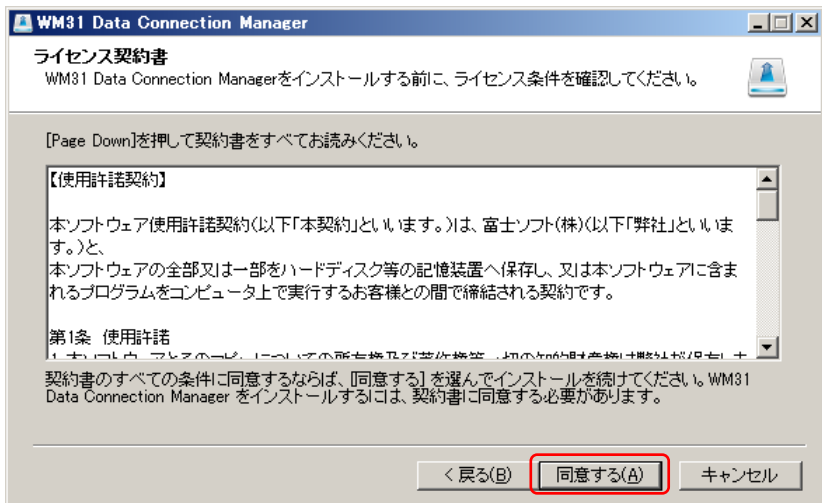 WM31 Data Connection Manager
ライセンス契約書
WM31 Data Connection Managerをインストールする前に、ライセンス条件を確認してください。
[Page Down]を押して契約書をすべてお読みください。
【使用許諾契約】
本ソフトウェア使用許諾契約(以下「本契約」といいます。)は、富士ソフト(株)(以下「弊社」といいま
す。)と、
本ソフトウェアの全部又は一部をハードディスク等の記憶装置へ保存し、又は本ソフトウェアに含ま
れるプログラムをコンピュータ上で実行するお客様との間で締結される契約です。
第1条 使用許諾
契約書のすべての条件に同意するならば、[同意する] を選んでインストールを続けてください。WM31
Data Connection Manager をインストールするには、契約書に同意する必要があります。
< 戻る(B) 同意する(A) キャンセル